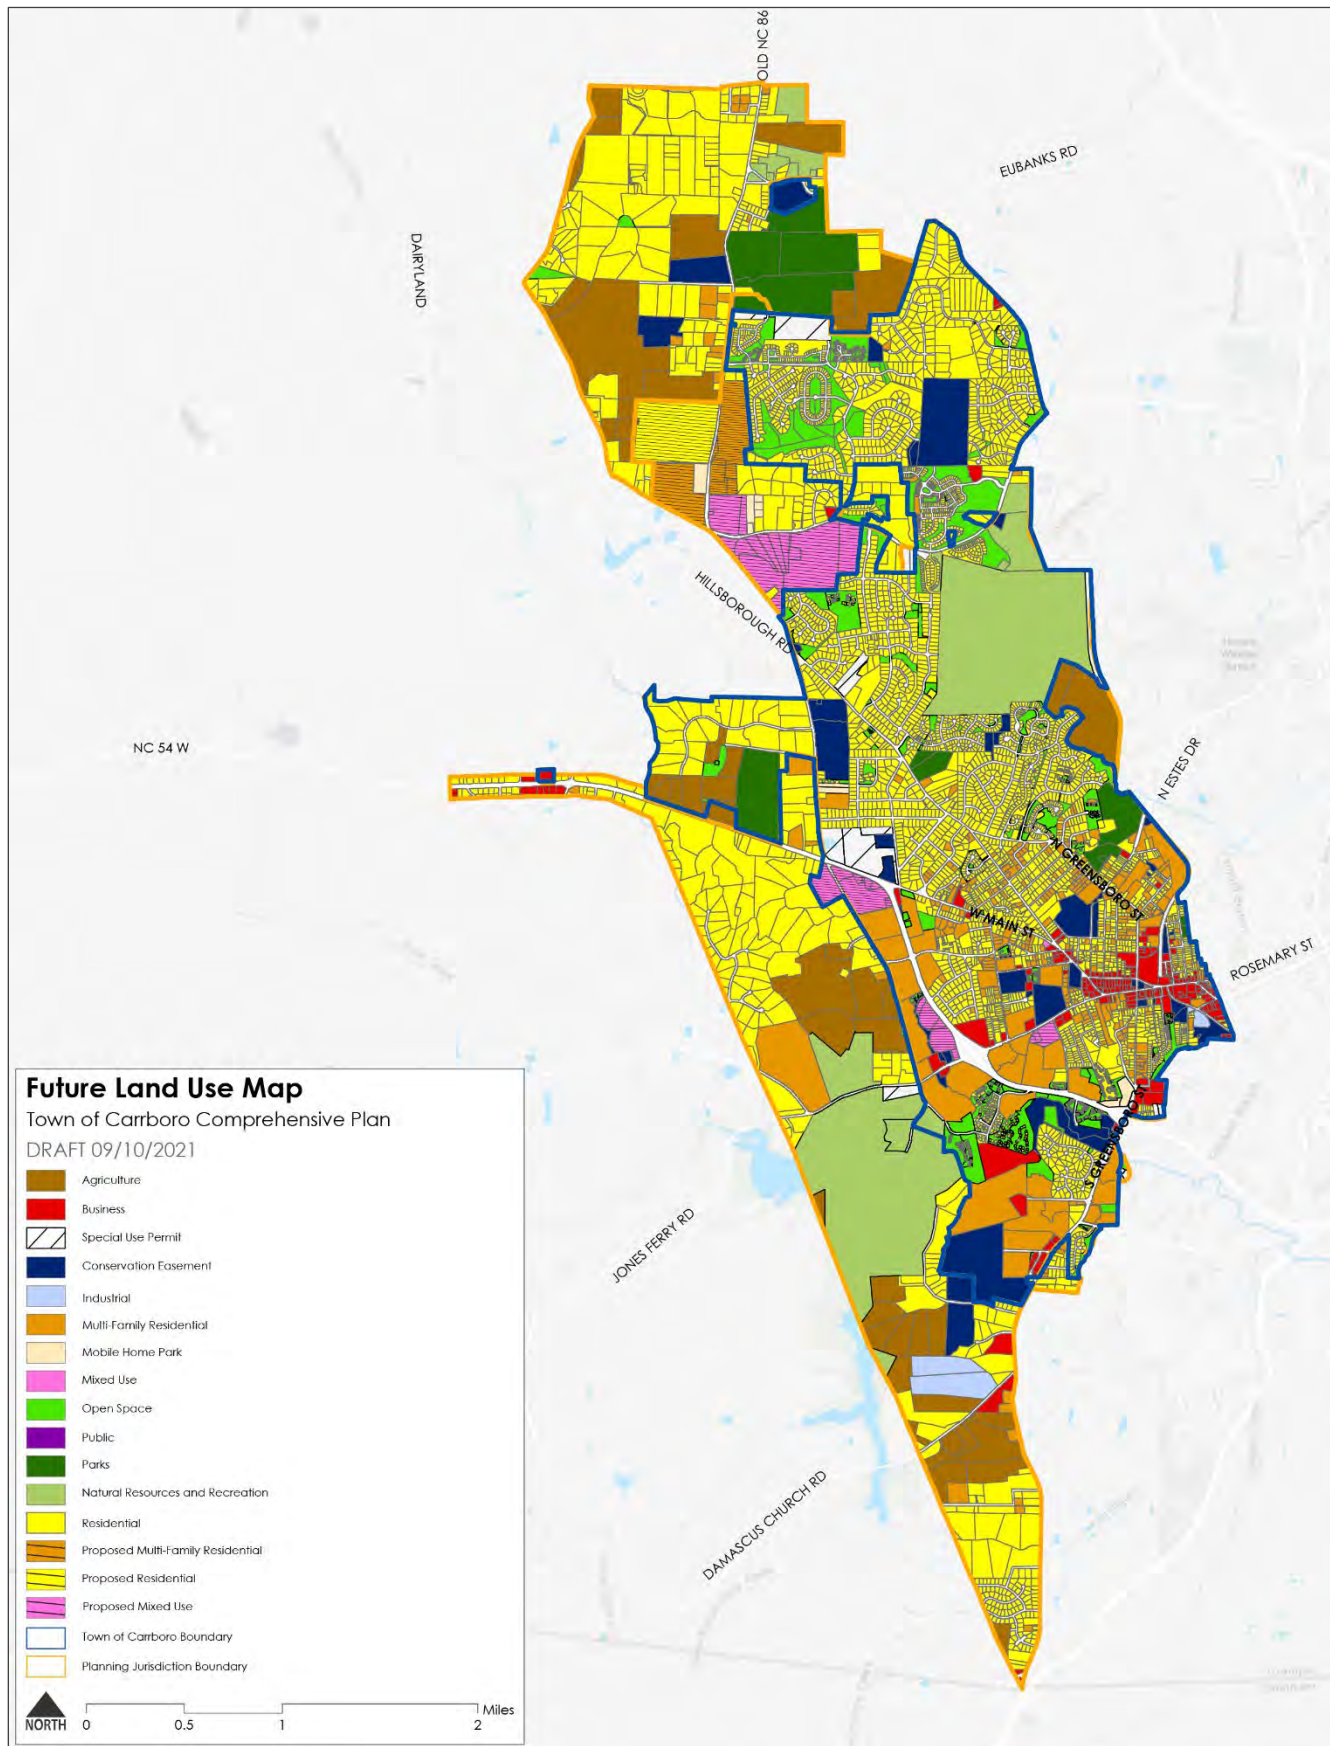 OLD NC 86
EUBANKS RD
DAIRYLAND
HILLSBOROUGH RD
NC 54 W
N ESTES DR
N GREENSBORO ST
W MAIN ST
ROSEMARY ST
S GREENSBORO ST
JONES FERRY RD
DAMASCUS CHURCH RD
Future Land Use Map
Town of Carrboro Comprehensive Plan
DRAFT 09/10/2021
Agriculture
Business
Special Use Permit
Conservation Easement
Industrial
Multi-Family Residential
Mobile Home Park
Mixed Use
Open Space
Public
Parks
Natural Resources and Recreation
Residential
Proposed Multi-Family Residential
Proposed Residential
Proposed Mixed Use
Town of Carrboro Boundary
Planning Jurisdiction Boundary
NORTH
0 0.5 1 2 Miles